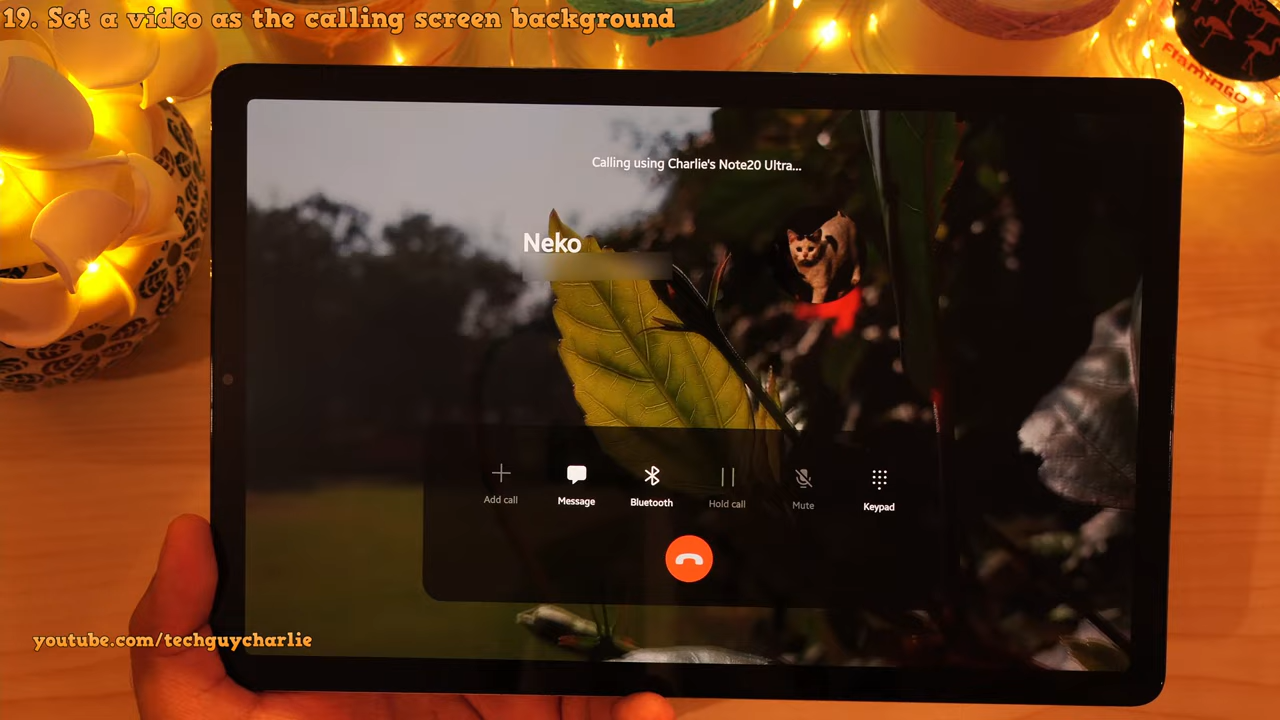 19. Set a video as the calling screen background
FLaminGO
Calling using Charlie's Note20 Ultra...
Neko
Add call
Message
Bluetooth
Hold call
Mute
Keypad
youtube.com/techguycharlie